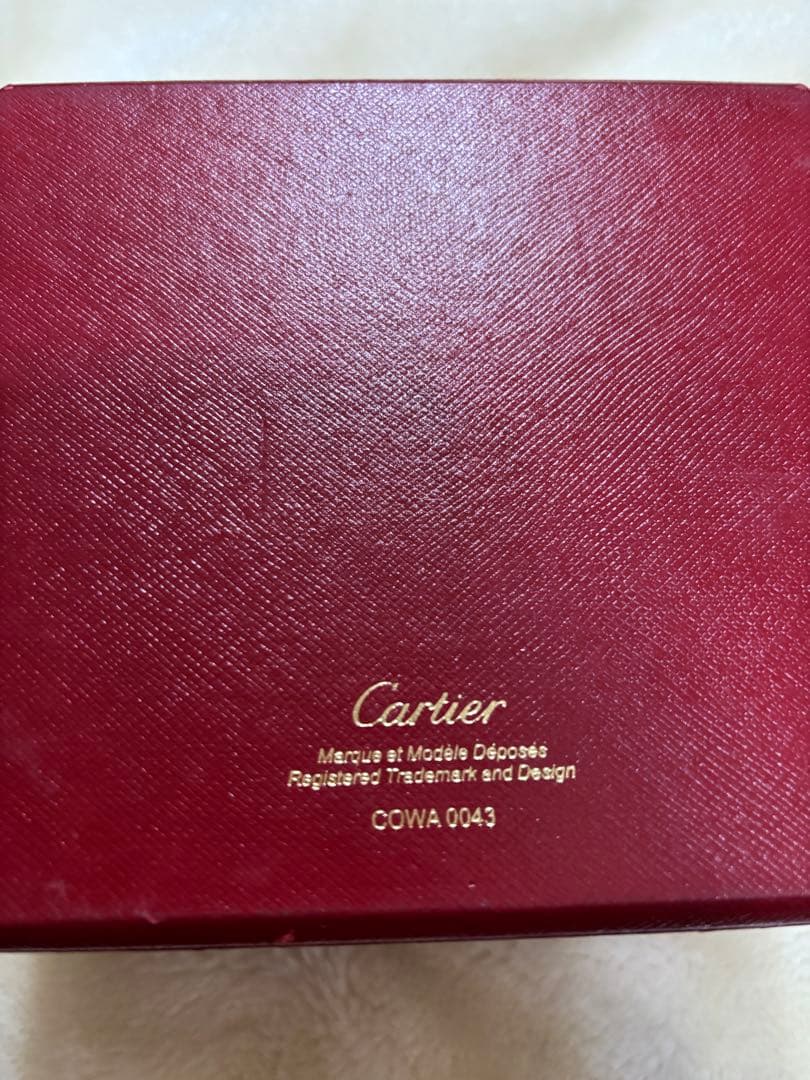 Cartier
Marque et Modèle Déposés
Registered Trademark and Design
COWA 0043